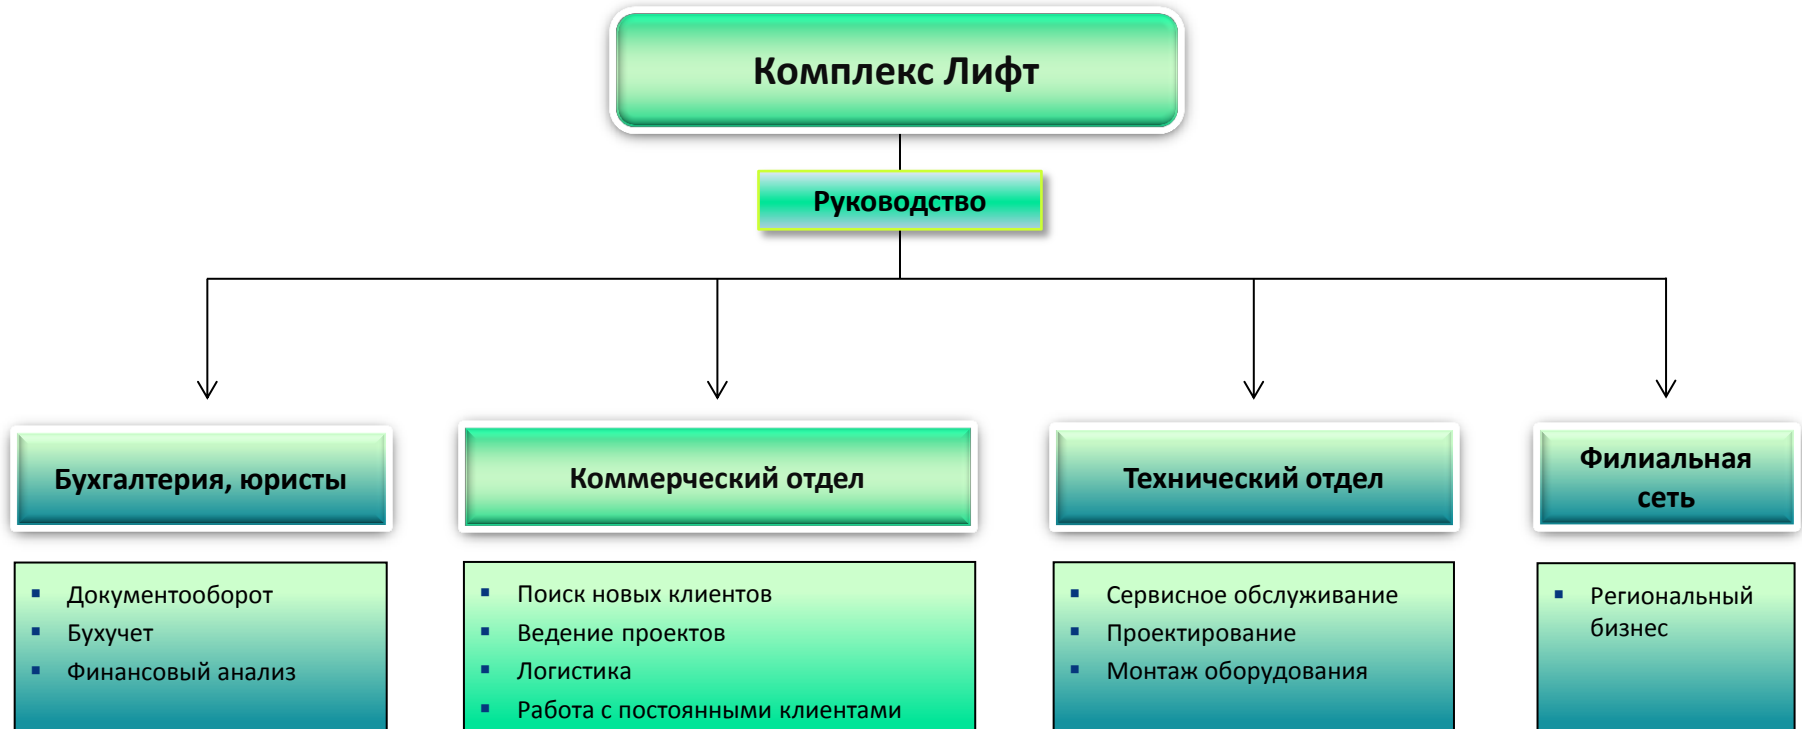 Комплекс Лифт
Руководство
Бухгалтерия, юристы
Коммерческий отдел
Технический отдел
Филиальная
сеть
Документооборот
Бухучет
Финансовый анализ
Поиск новых клиентов
Ведение проектов
Логистика
Работа с постоянными клиентами
Сервисное обслуживание
Проектирование
Монтаж оборудования
Региональный
бизнес